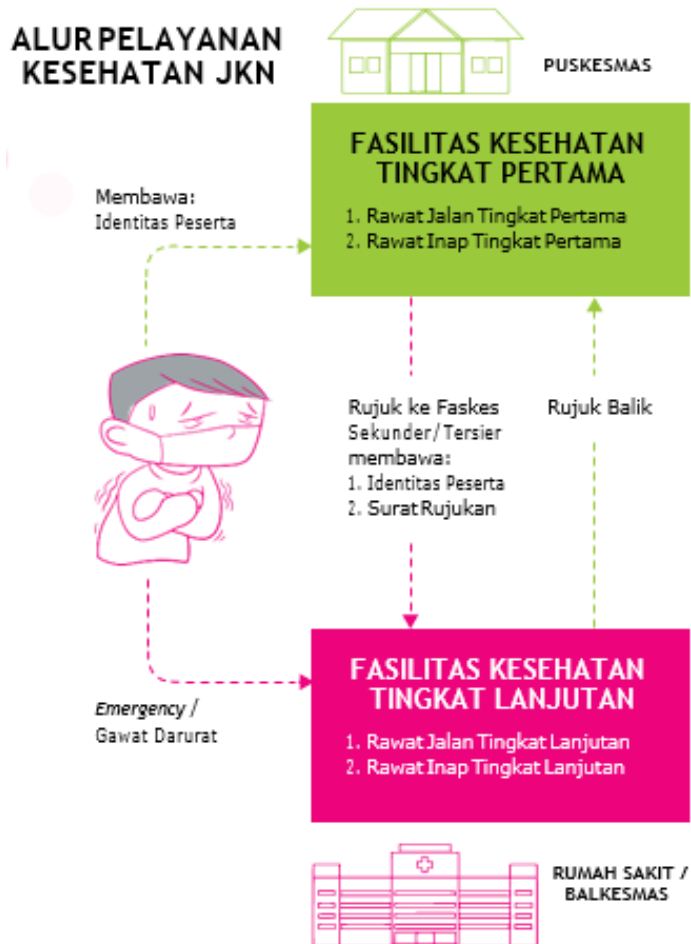 ALUR PELAYANAN
KESEHATAN JKN
PUSKESMAS
FASILITAS KESEHATAN
TINGKAT PERTAMA
1. Rawat Jalan Tingkat Pertama
2. Rawat Inap Tingkat Pertama
Membawa:
Identitas Peserta
Rujuk ke Faskes
Sekunder/Tersier
membawa:
1. Identitas Peserta
2. Surat Rujukan
Rujuk Balik
Emergency /
Gawat Darurat
FASILITAS KESEHATAN
TINGKAT LANJUTAN
1. Rawat Jalan Tingkat Lanjutan
2. Rawat Inap Tingkat Lanjutan
RUMAH SAKIT /
BALKESMAS